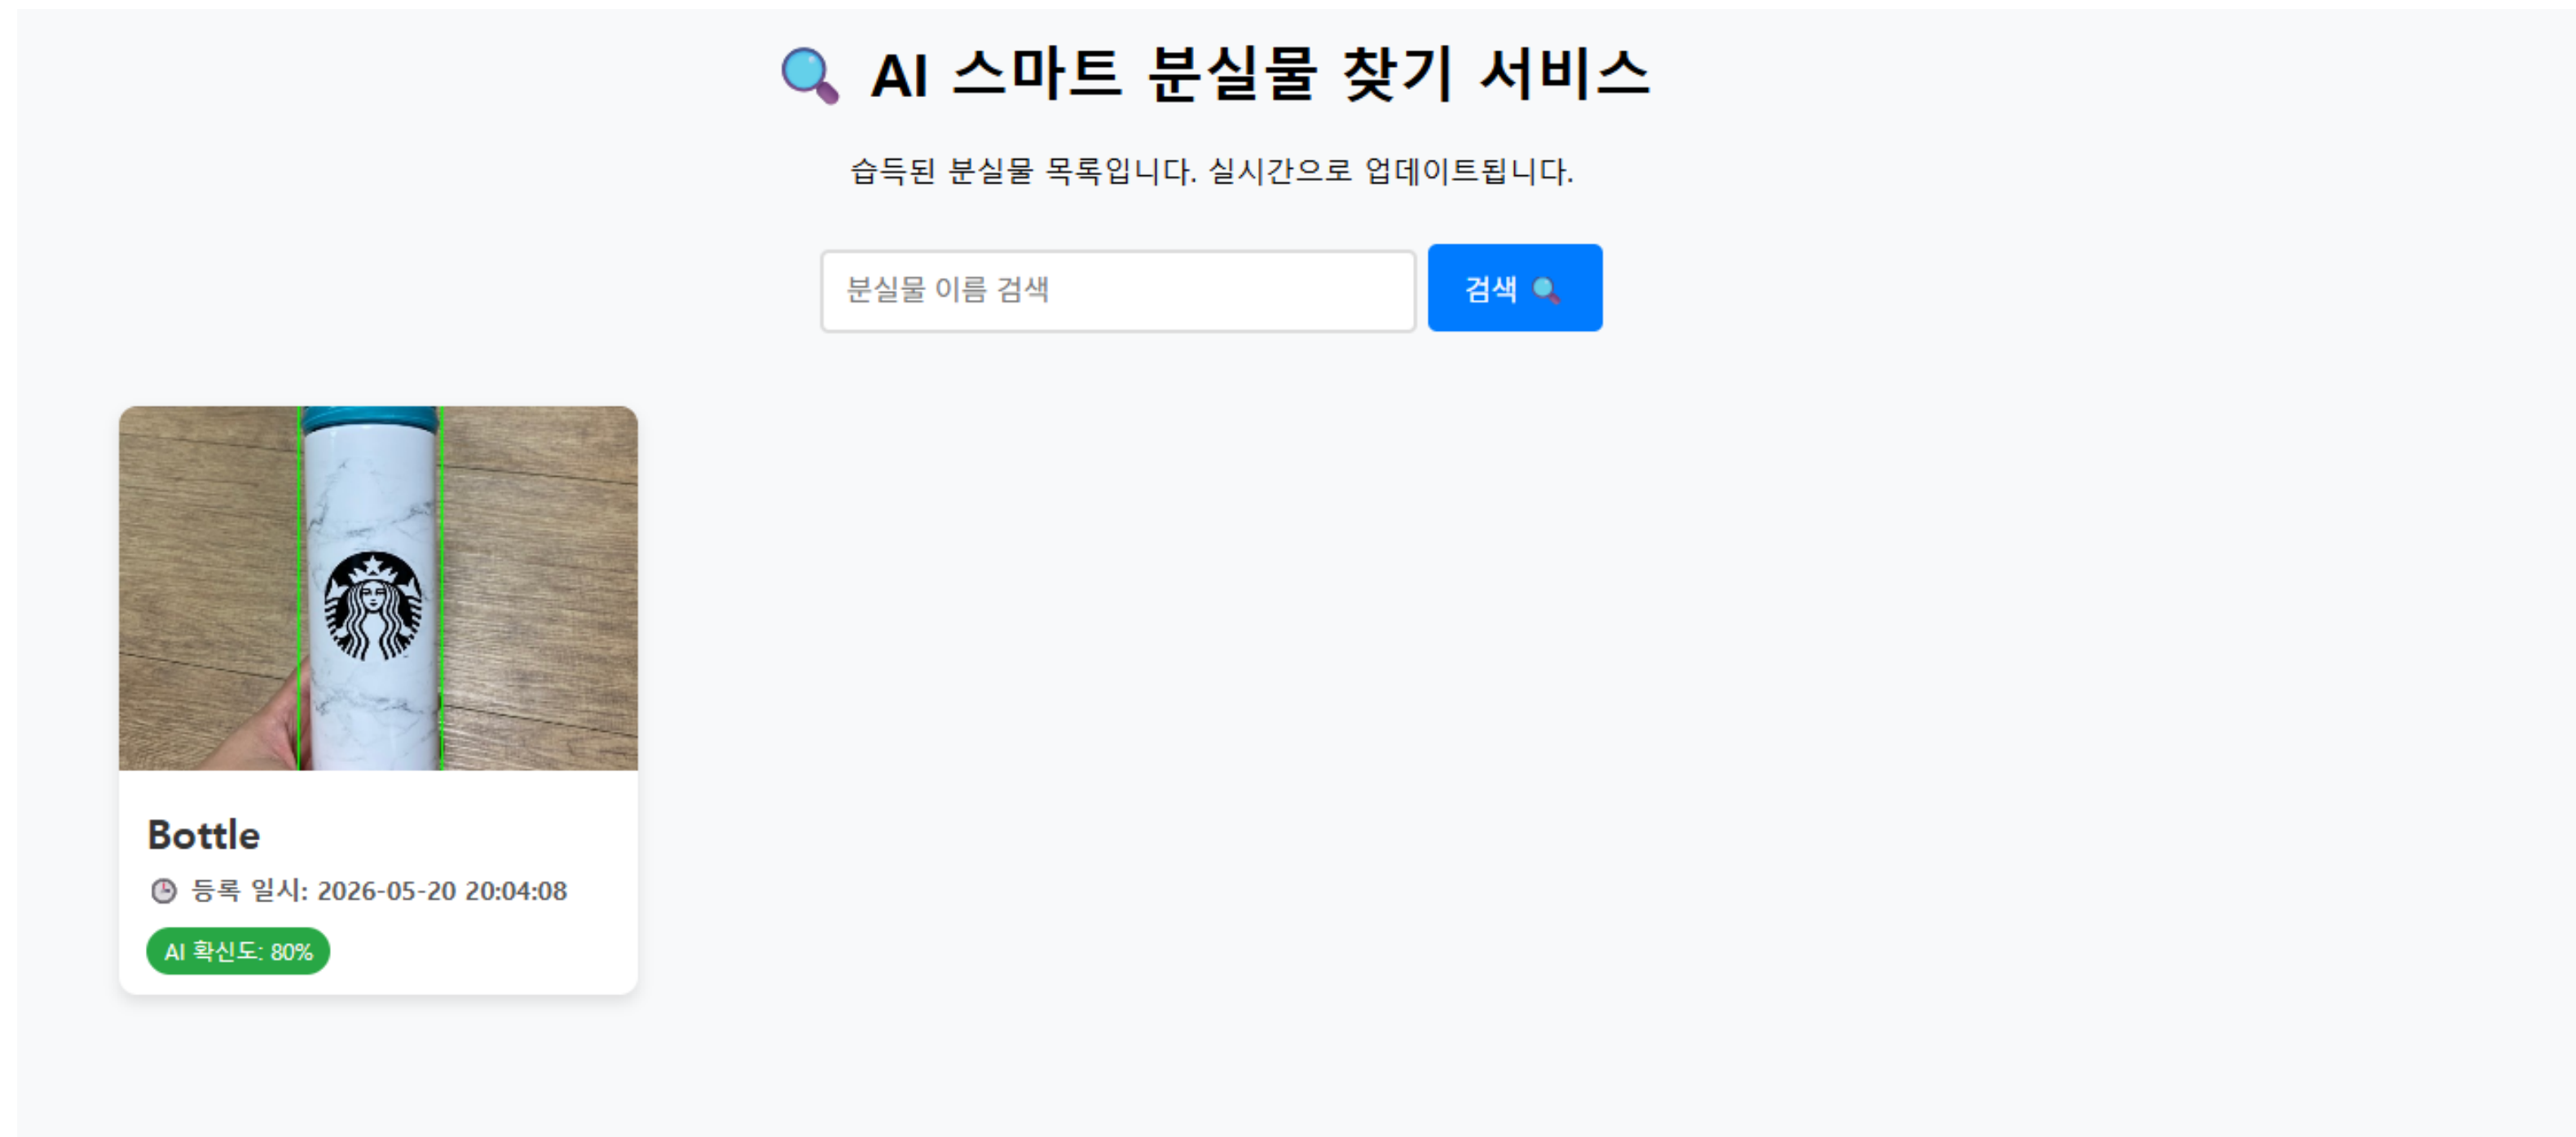 🔍 AI 스마트 분실물 찾기 서비스
습득된 분실물 목록입니다. 실시간으로 업데이트됩니다.
분실물 이름 검색
검색 🔍
Bottle
🕒 등록 일시: 2026-05-20 20:04:08
AI 확신도: 80%